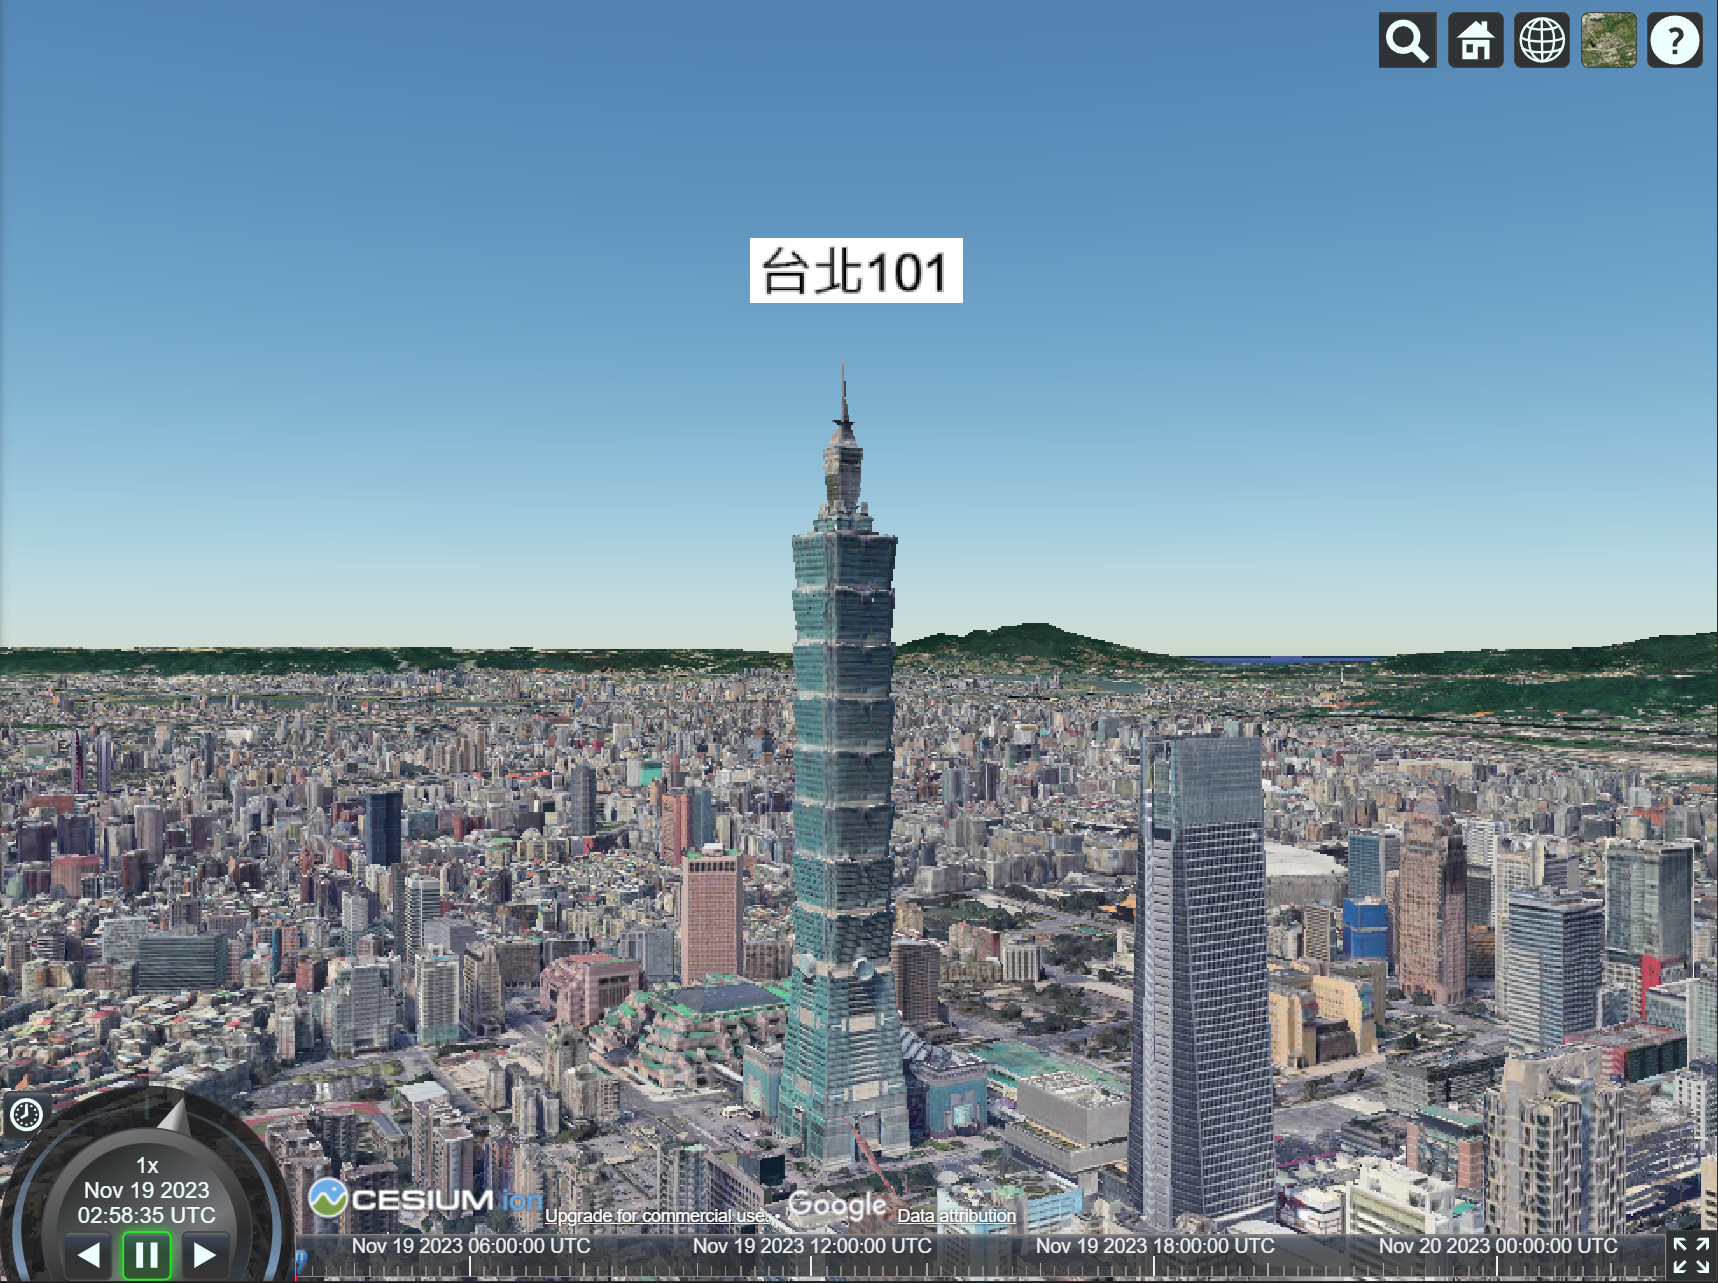 ?
台北101
1x
Nov 19 2023
02:58:35 UTC
CESIUM ion
Upgrade for commercial use. • Google Data attribution
Nov 19 2023 06:00:00 UTC Nov 19 2023 12:00:00 UTC Nov 19 2023 18:00:00 UTC Nov 20 2023 00:00:00 UTC